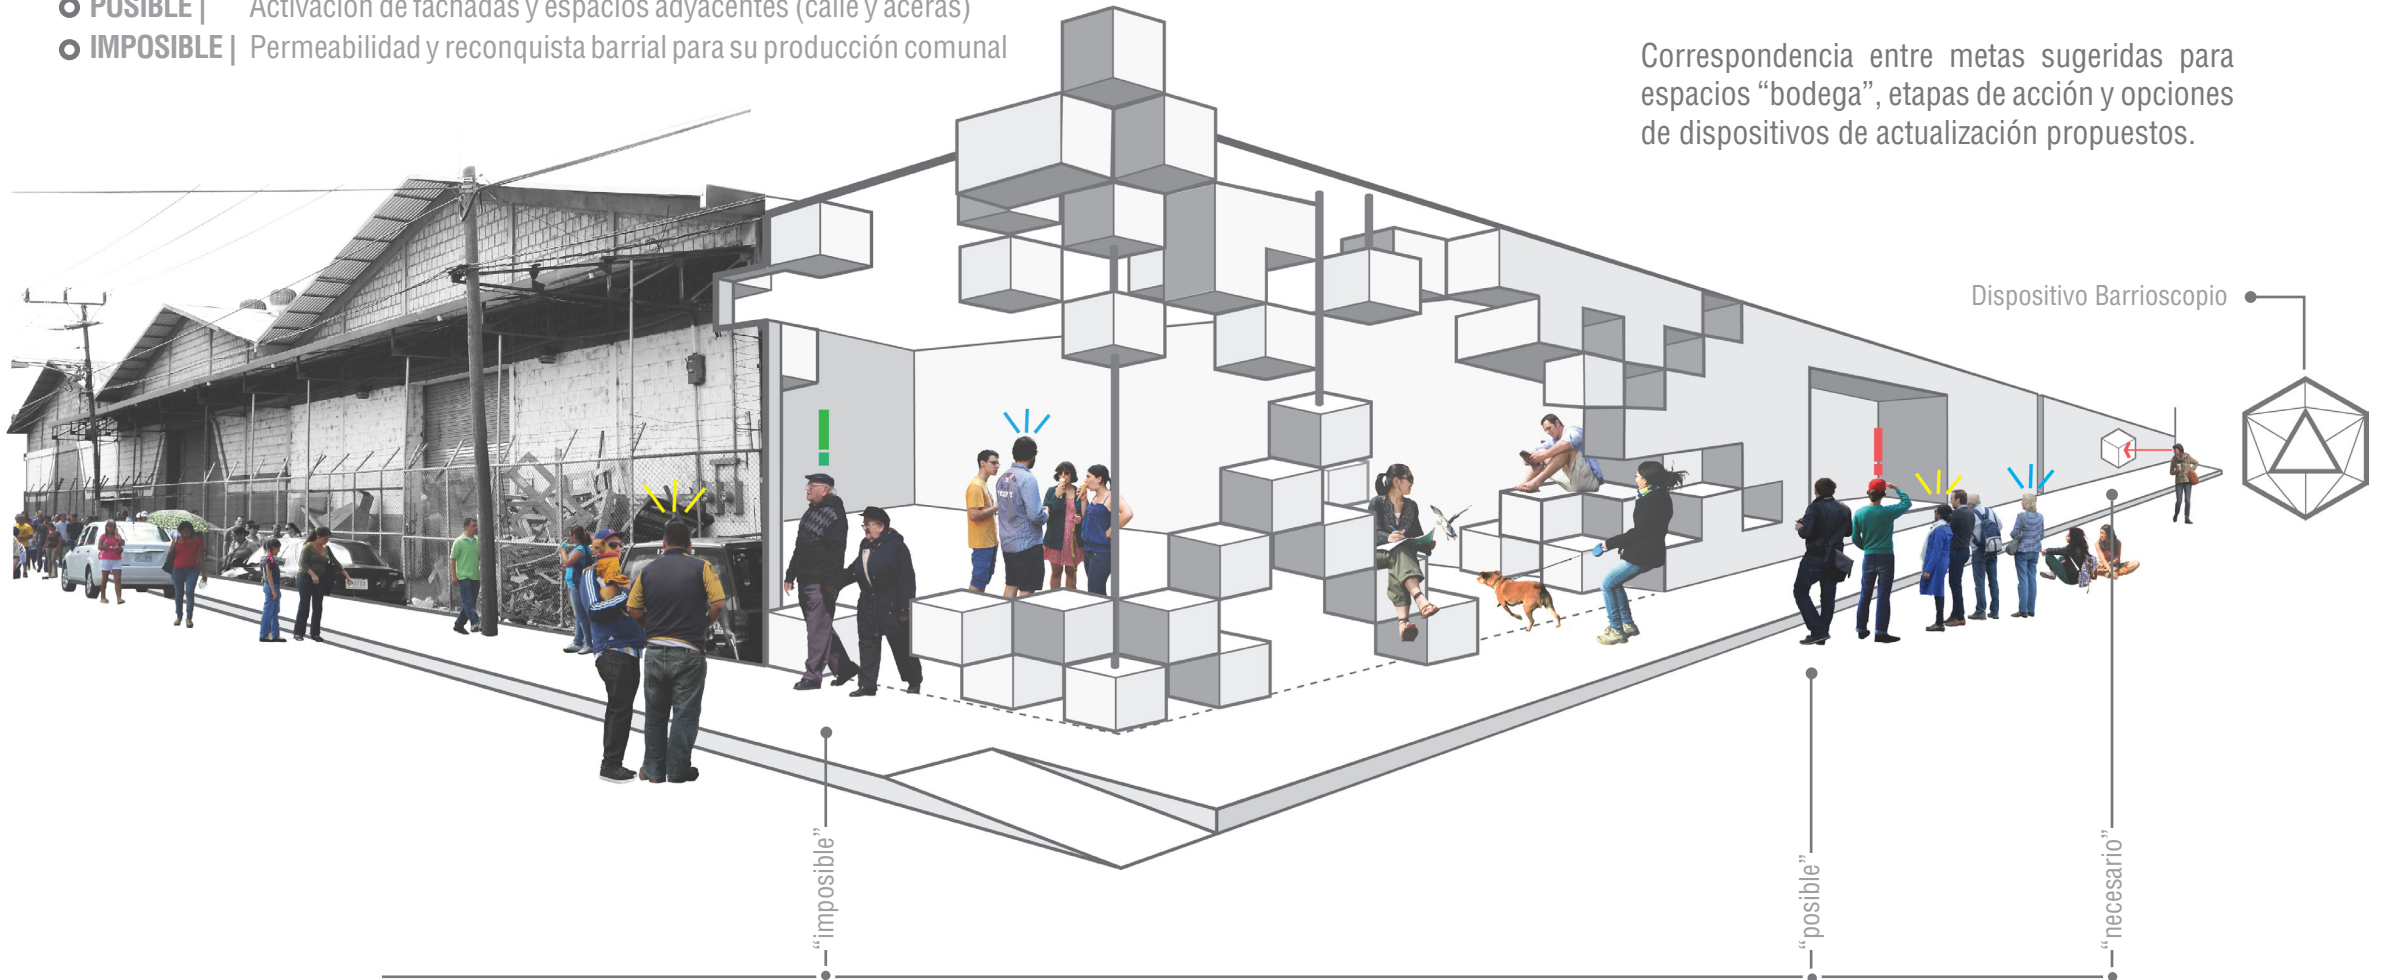 POSIBLE | Activación de fachadas y espacios adyacentes (calle y aceras)
IMPOSIBLE | Permeabilidad y reconquista barrial para su producción comunal
Correspondencia entre metas sugeridas para
espacios “bodega”, etapas de acción y opciones
de dispositivos de actualización propuestos.
Dispositivo Barrioscopio
“imposible”
“posible”
“necesario”